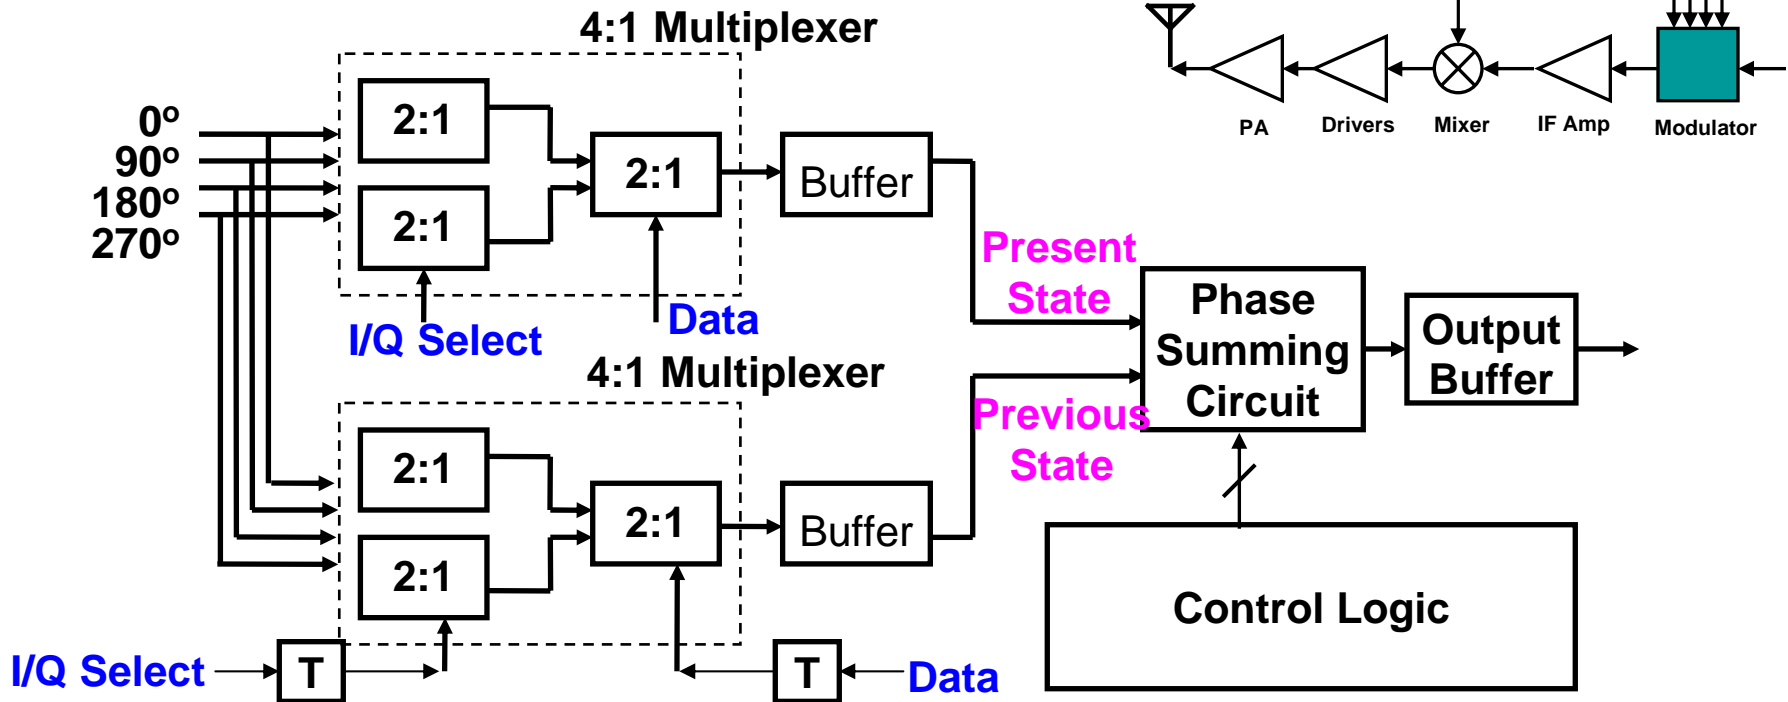 4:1 Multiplexer
0º
90º
180º
270º
2:1
2:1
2:1
Buffer
I/Q Select
Data
Present
State
4:1 Multiplexer
2:1
2:1
2:1
Buffer
Previous
State
I/Q Select
T
T
Data
Phase
Summing
Circuit
Output
Buffer
Control Logic
PA
Drivers
Mixer
IF Amp
Modulator